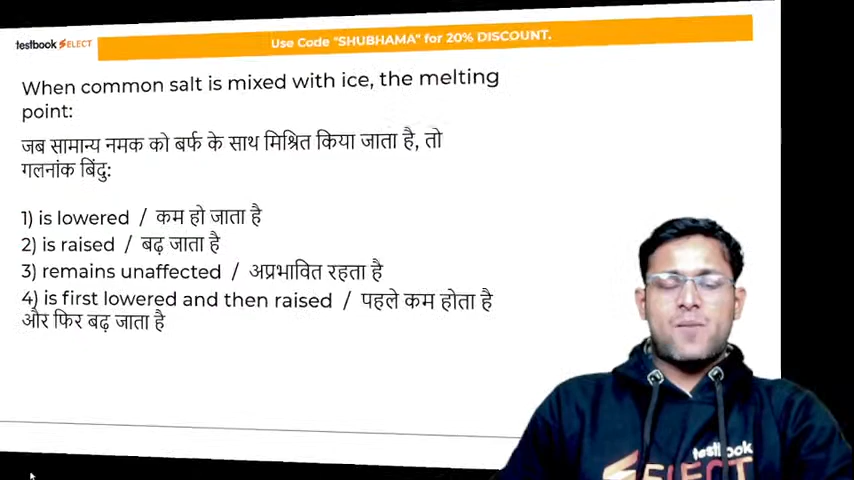 testbook SELECT
Use Code "SHUBHAMA" for 20% DISCOUNT.
When common salt is mixed with ice, the melting
point:
जब सामान्य नमक को बर्फ के साथ मिश्रित किया जाता है, तो
गलनांक बिंदु:
1) is lowered / कम हो जाता है
2) is raised / बढ़ जाता है
3) remains unaffected / अप्रभावित रहता है
4) is first lowered and then raised / पहले कम होता है
और फिर बढ़ जाता है
testbook
SELECT